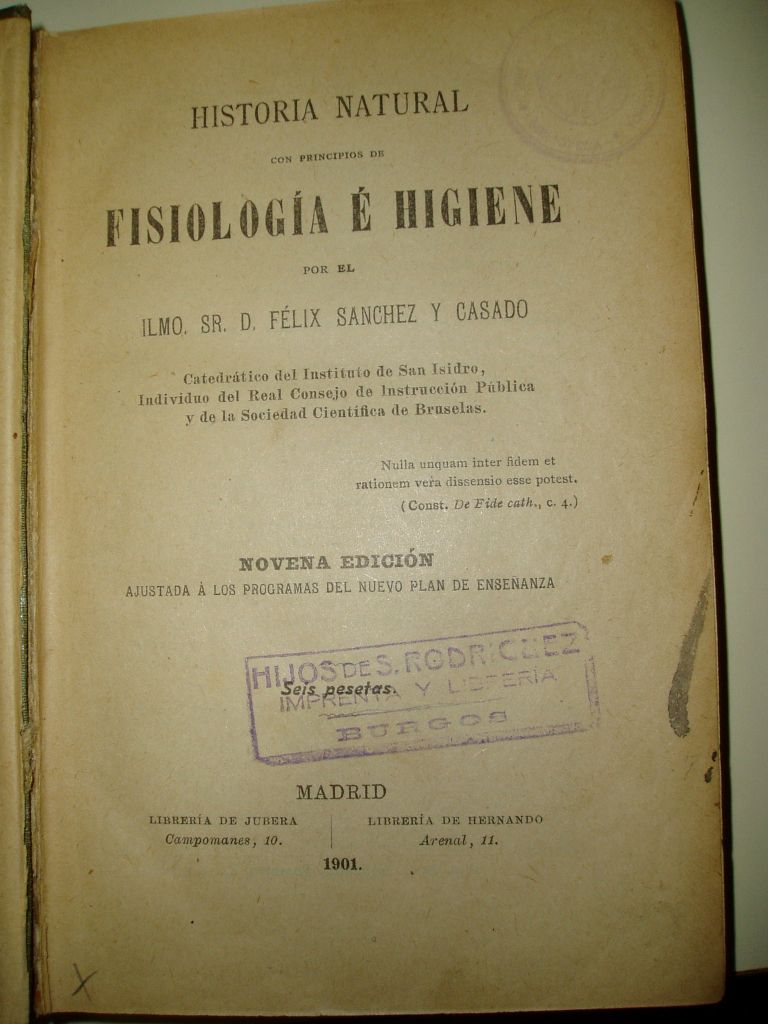 HISTORIA NATURAL
CON PRINCIPIOS DE
FISIOLOGÍA É HIGIENE
POR EL
ILMO. SR. D. FÉLIX SANCHEZ Y CASADO
Catedrático del Instituto de San Isidro,
Individuo del Real Consejo de Instrucción Pública
y de la Sociedad Científica de Bruselas.
Nulla unquam inter fidem et
rationem vera dissensio esse potest.
(Const. De Fide cath., c. 4.)
NOVENA EDICIÓN
AJUSTADA Á LOS PROGRAMAS DEL NUEVO PLAN DE ENSEÑANZA
HIJOS DE S. RODRIGUEZ
Seis pesetas.
IMPRENTA Y LIBRERÍA
BURGOS
MADRID
LIBRERÍA DE JUBERA
Campomanes, 10.
LIBRERÍA DE HERNANDO
Arenal, 11.
1901.
X